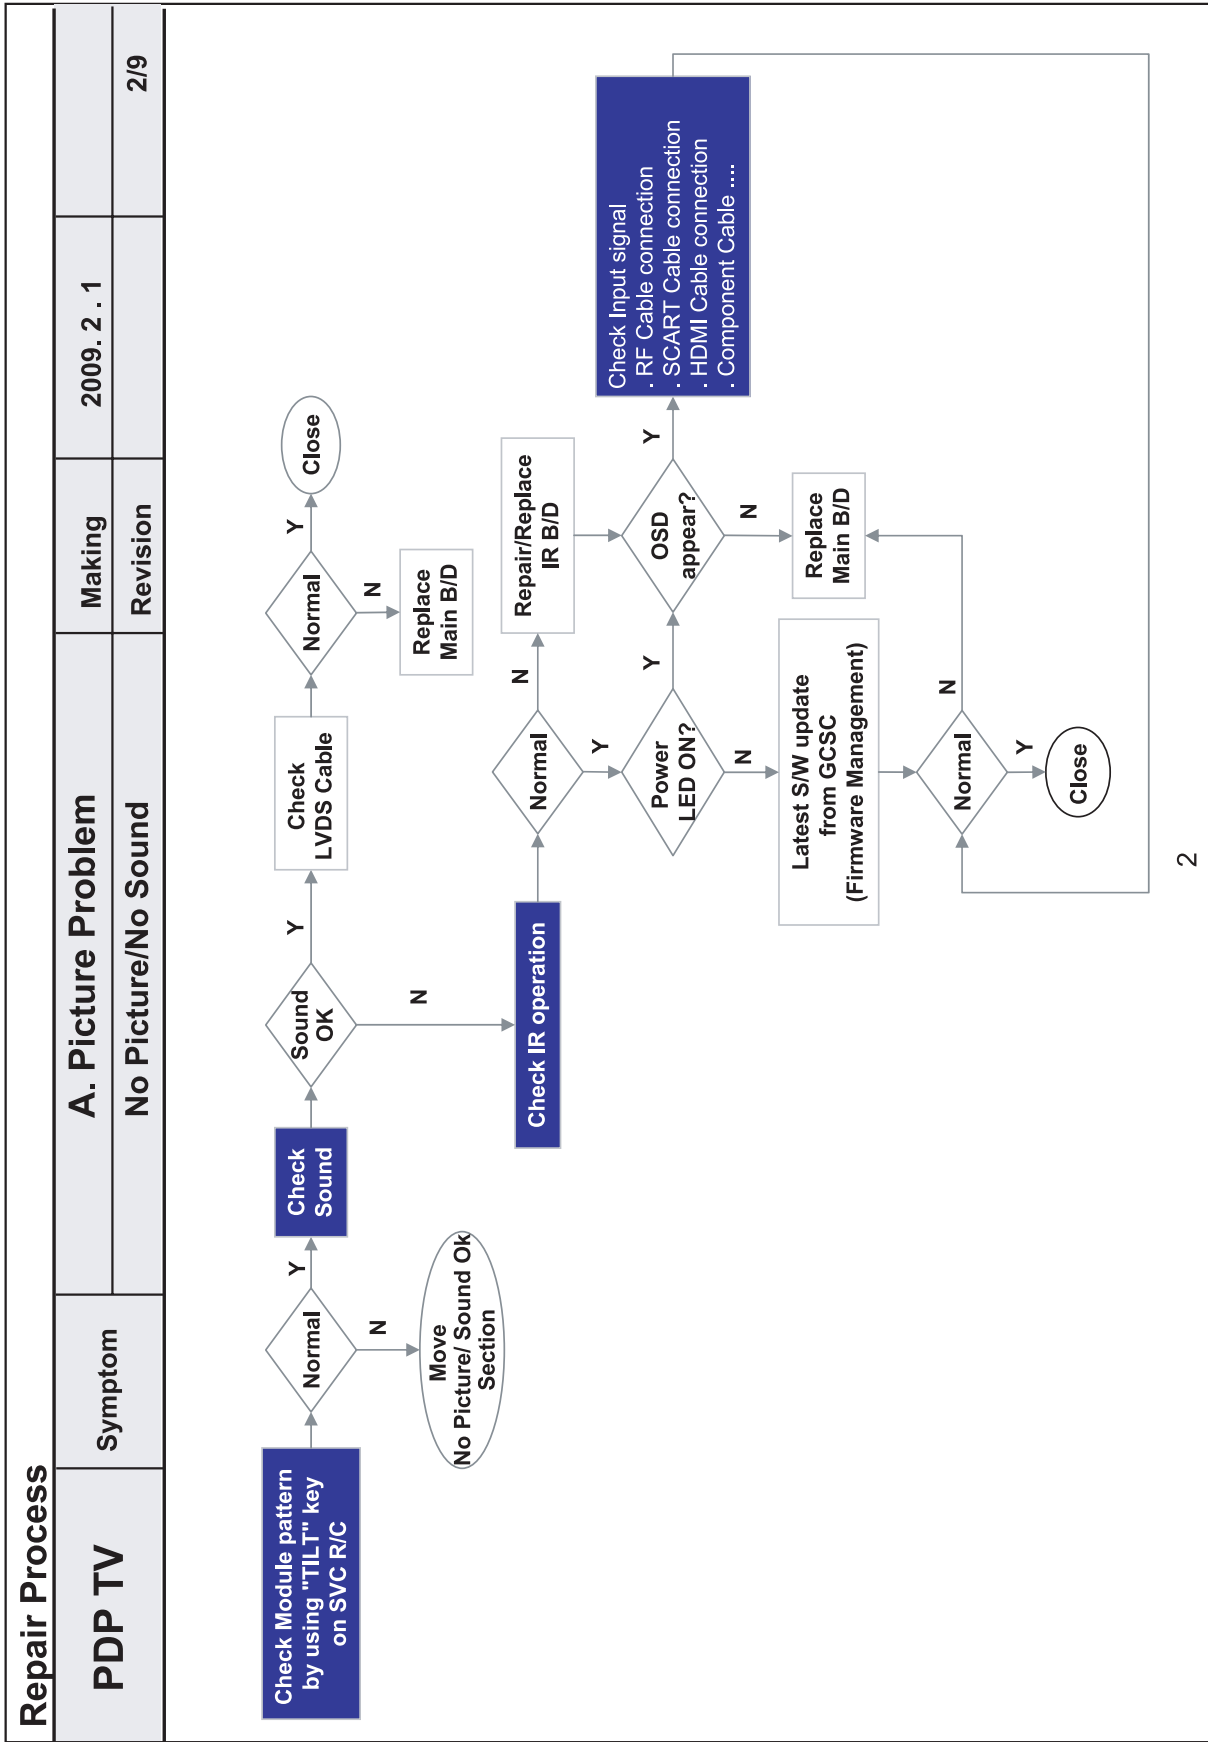 Repair Process
PDP TV
Symptom
A. Picture Problem
No Picture/No Sound
Making
Revision
2009. 2 . 1
2/9
Check Module pattern
by using "TILT" key
on SVC R/C
Normal
Y
N
Move
No Picture/ Sound Ok
Section
Check
Sound
Sound
OK
Y
N
Check
LVDS Cable
Normal
Y
Close
N
Replace
Main B/D
Check IR operation
Normal
N
Repair/Replace
IR B/D
Y
Power
LED ON?
Y
OSD
appear?
Y
Check Input signal
. RF Cable connection
. SCART Cable connection
. HDMI Cable connection
. Component Cable ....
N
Latest S/W update
from GCSC
(Firmware Management)
N
Replace
Main B/D
Normal
N
Y
Close
2